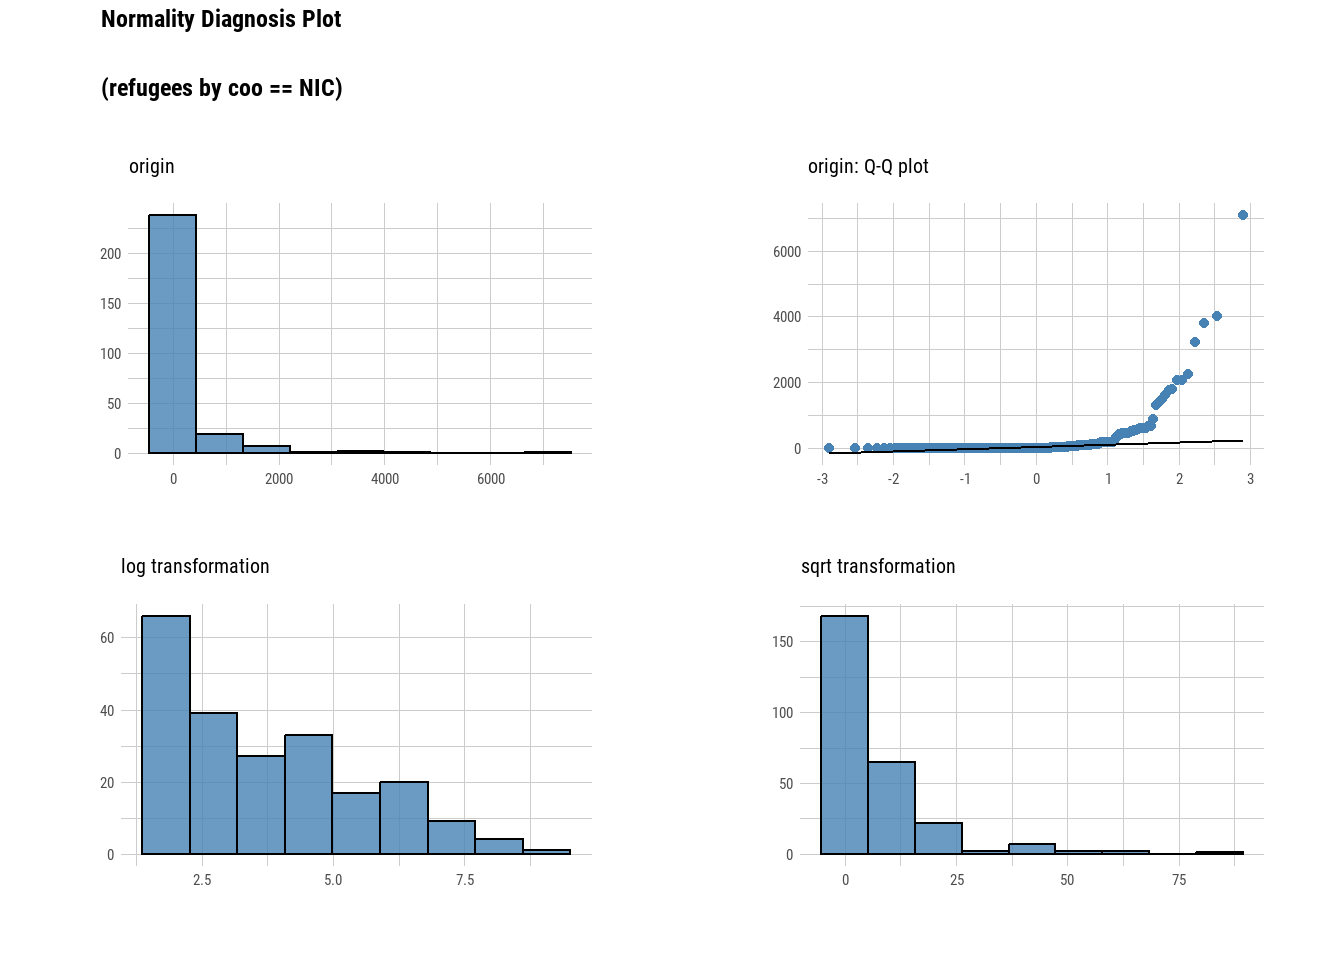 Normality Diagnosis Plot
(refugees by coo == NIC)
origin
200
150
100
50
0
0 2000 4000 6000
origin: Q-Q plot
6000
4000
2000
0
-3 -2 -1 0 1 2 3
log transformation
60
40
20
0
2.5 5.0 7.5
sqrt transformation
150
100
50
0
0 25 50 75